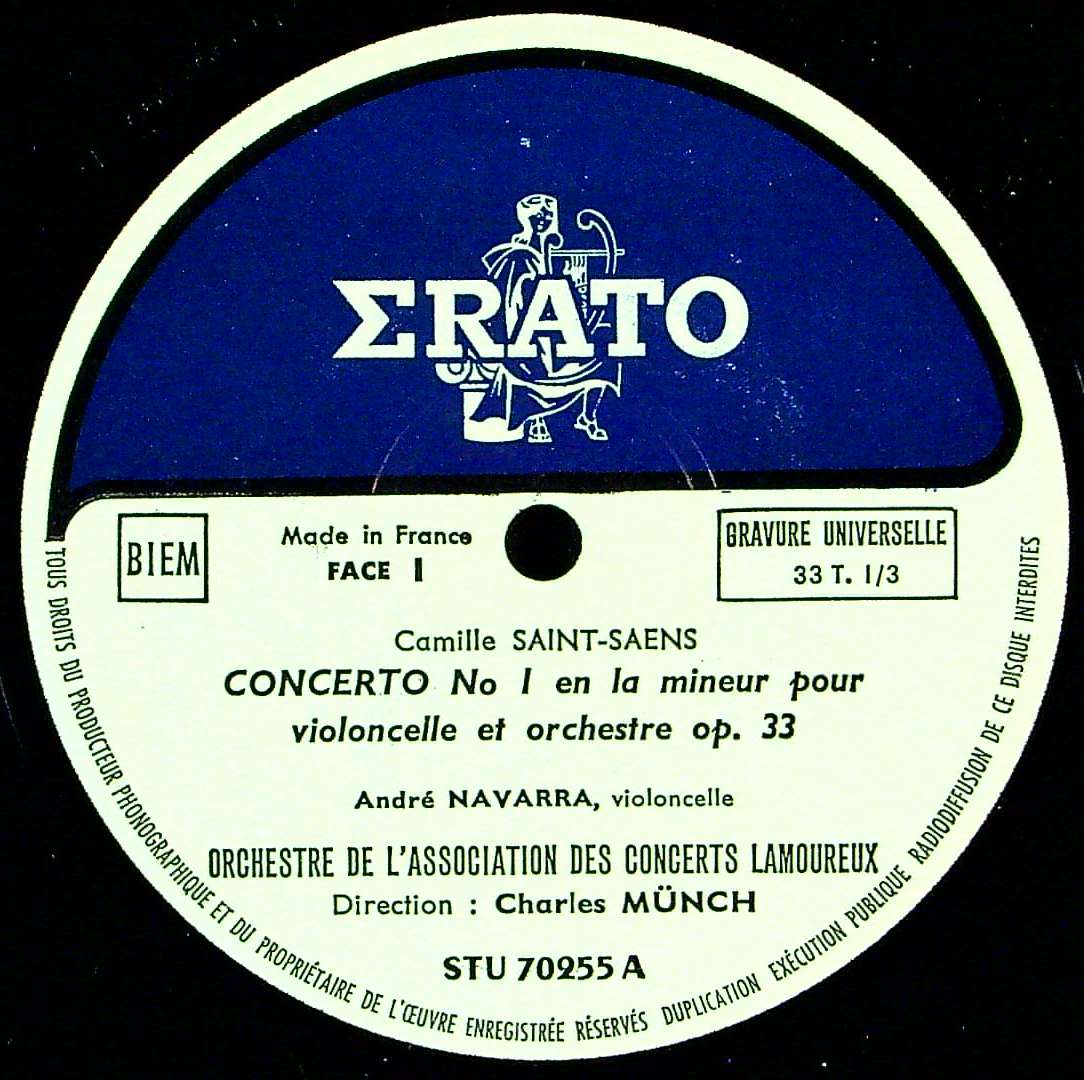 ΣRATO
BIEM
Made in France
FACE I
GRAVURE UNIVERSELLE
33 T. 1/3
Camille SAINT-SAENS
CONCERTO No I en la mineur pour
violoncelle et orchestre op. 33
André NAVARRA, violoncelle
ORCHESTRE DE L'ASSOCIATION DES CONCERTS LAMOUREUX
Direction : Charles MÜNCH
STU 70255 A
TOUS DROITS DU PRODUCTEUR PHONOGRAPHIQUE ET DU PROPRIÉTAIRE DE L'ŒUVRE ENREGISTRÉE RÉSERVÉS DUPLICATION EXÉCUTION PUBLIQUE RADIODIFFUSION DE CE DISQUE INTERDITES